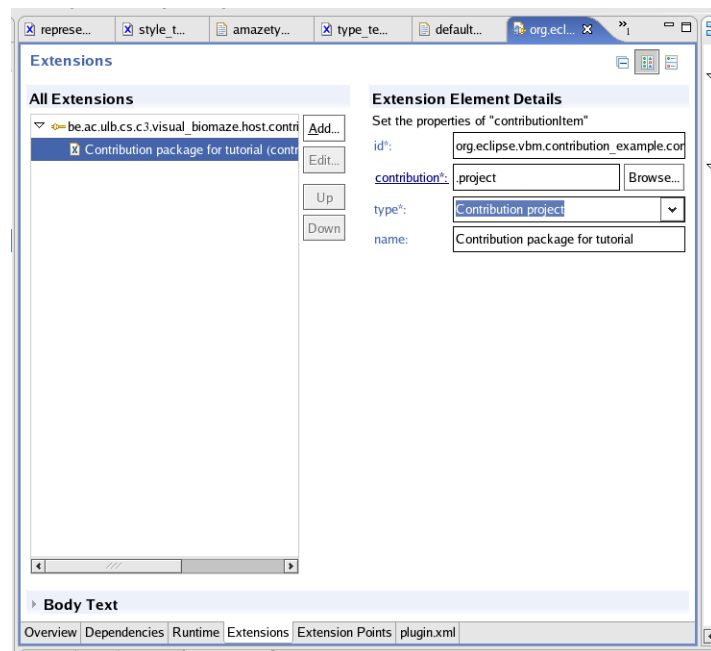 represe... style_t... amazety... type_te... default... org.ecl... »1
Extensions
All Extensions
be.ac.ulb.cs.c3.visual_biomaze.host.contri
Contribution package for tutorial (contr
Add...
Edit...
Up
Down
Extension Element Details
Set the properties of "contributionItem"
id*: org.eclipse.vbm.contribution_example.cor
contribution*: .project Browse...
type*: Contribution project
name: Contribution package for tutorial
Body Text
Overview Dependencies Runtime Extensions Extension Points plugin.xml